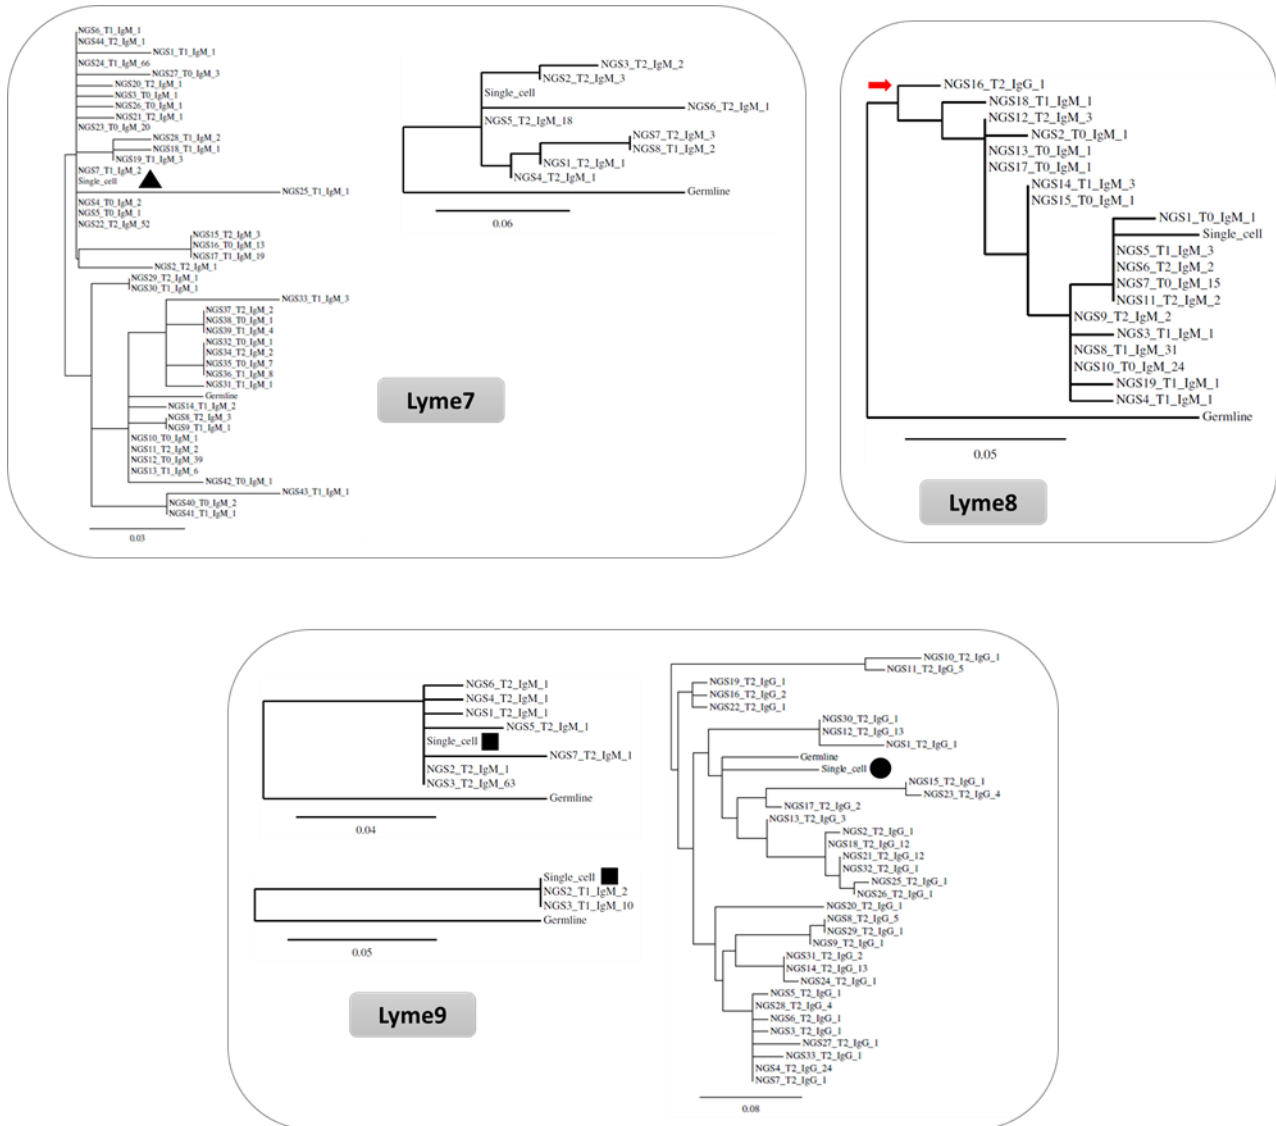 NGS6_T1_IgM_1
NGS44_T2_IgM_1
NGS1_T1_IgM_1
NGS24_T1_IgM_66
NGS27_T0_IgM_3
NGS20_T2_IgM_1
NGS3_T0_IgM_1
NGS26_T0_IgM_1
NGS21_T2_IgM_1
NGS23_T0_IgM_20
NGS28_T1_IgM_2
NGS18_T1_IgM_1
NGS19_T1_IgM_3
NGS7_T1_IgM_2
Single_cell
NGS25_T1_IgM_1
NGS4_T0_IgM_2
NGS5_T0_IgM_1
NGS22_T2_IgM_52
NGS15_T2_IgM_3
NGS16_T0_IgM_13
NGS17_T1_IgM_19
NGS2_T2_IgM_1
NGS29_T2_IgM_1
NGS30_T1_IgM_1
NGS33_T1_IgM_3
NGS37_T2_IgM_2
NGS38_T0_IgM_1
NGS39_T1_IgM_4
NGS32_T0_IgM_1
NGS34_T2_IgM_2
NGS35_T0_IgM_7
NGS36_T1_IgM_8
NGS31_T1_IgM_1
Germline
NGS14_T1_IgM_2
NGS8_T2_IgM_3
NGS9_T1_IgM_1
NGS10_T0_IgM_1
NGS11_T2_IgM_2
NGS12_T0_IgM_39
NGS13_T1_IgM_6
NGS42_T0_IgM_1
NGS43_T1_IgM_1
NGS40_T0_IgM_2
NGS41_T1_IgM_1
0.03
NGS3_T2_IgM_2
NGS2_T2_IgM_3
Single_cell
NGS6_T2_IgM_1
NGS5_T2_IgM_18
NGS7_T2_IgM_3
NGS8_T1_IgM_2
NGS1_T2_IgM_1
NGS4_T2_IgM_1
Germline
0.06
Lyme7
NGS16_T2_IgG_1
NGS18_T1_IgM_1
NGS12_T2_IgM_3
NGS2_T0_IgM_1
NGS13_T0_IgM_1
NGS17_T0_IgM_1
NGS14_T1_IgM_3
NGS15_T0_IgM_1
NGS1_T0_IgM_1
Single_cell
NGS5_T1_IgM_3
NGS6_T2_IgM_2
NGS7_T0_IgM_15
NGS11_T2_IgM_2
NGS9_T2_IgM_2
NGS3_T1_IgM_1
NGS8_T1_IgM_31
NGS10_T0_IgM_24
NGS19_T1_IgM_1
NGS4_T1_IgM_1
Germline
0.05
Lyme8
NGS6_T2_IgM_1
NGS4_T2_IgM_1
NGS1_T2_IgM_1
NGS5_T2_IgM_1
Single_cell
NGS7_T2_IgM_1
NGS2_T2_IgM_1
NGS3_T2_IgM_63
Germline
0.04
Single_cell
NGS2_T1_IgM_2
NGS3_T1_IgM_10
Germline
0.05
Lyme9
NGS10_T2_IgG_1
NGS11_T2_IgG_5
NGS19_T2_IgG_1
NGS16_T2_IgG_2
NGS22_T2_IgG_1
NGS30_T2_IgG_1
NGS12_T2_IgG_13
NGS1_T2_IgG_1
Germline
Single_cell
NGS15_T2_IgG_1
NGS23_T2_IgG_4
NGS17_T2_IgG_2
NGS13_T2_IgG_3
NGS2_T2_IgG_1
NGS18_T2_IgG_12
NGS21_T2_IgG_12
NGS32_T2_IgG_1
NGS25_T2_IgG_1
NGS26_T2_IgG_1
NGS20_T2_IgG_1
NGS8_T2_IgG_5
NGS29_T2_IgG_1
NGS9_T2_IgG_1
NGS31_T2_IgG_2
NGS14_T2_IgG_13
NGS24_T2_IgG_1
NGS5_T2_IgG_1
NGS28_T2_IgG_4
NGS6_T2_IgG_1
NGS3_T2_IgG_1
NGS27_T2_IgG_1
NGS33_T2_IgG_1
NGS4_T2_IgG_24
NGS7_T2_IgG_1
0.08